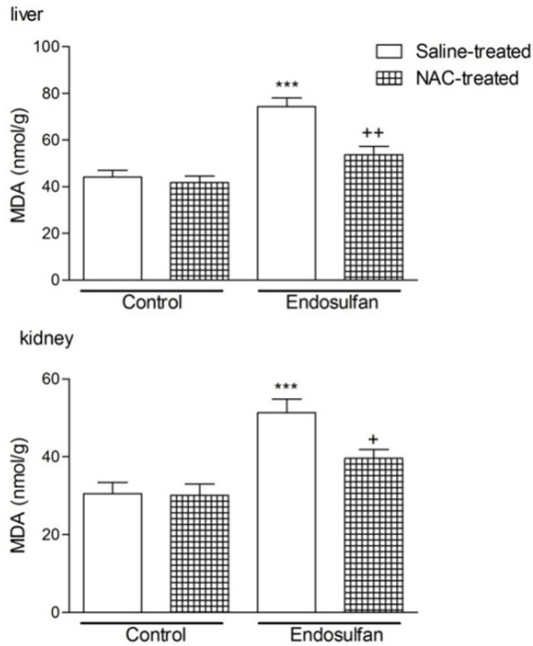 liver
Saline-treated
NAC-treated
MDA (nmol/g)
100
80
60
40
20
0
***
++
Control
Endosulfan
kidney
MDA (nmol/g)
60
40
20
0
***
+
Control
Endosulfan